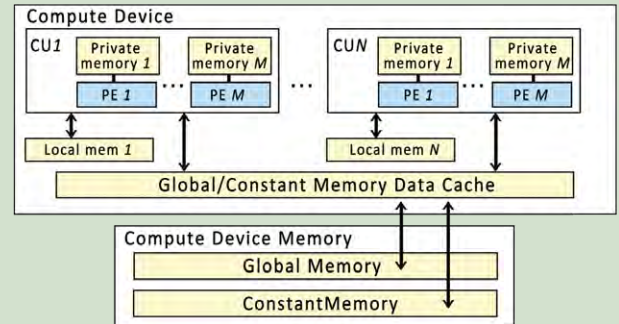 Compute Device
CU1
Private memory 1
Private memory M
PE 1
...
PE M
...
CUN
Private memory 1
Private memory M
PE 1
...
PE M
Local mem 1
Local mem N
Global/Constant Memory Data Cache
Compute Device Memory
Global Memory
ConstantMemory